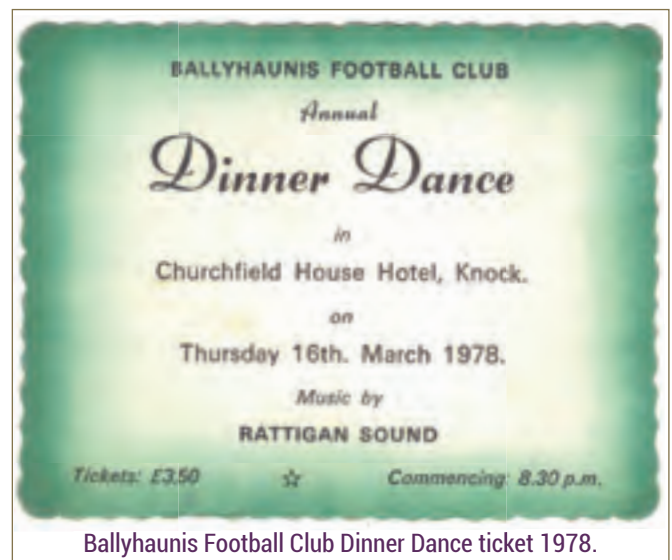 BALLYHAUNIS FOOTBALL CLUB
Annual
Dinner Dance
in
Churchfield House Hotel, Knock.
on
Thursday 16th. March 1978.
Music by
RATTIGAN SOUND
Tickets: £3.50 ☆ Commencing 8.30 p.m.
Ballyhaunis Football Club Dinner Dance ticket 1978.